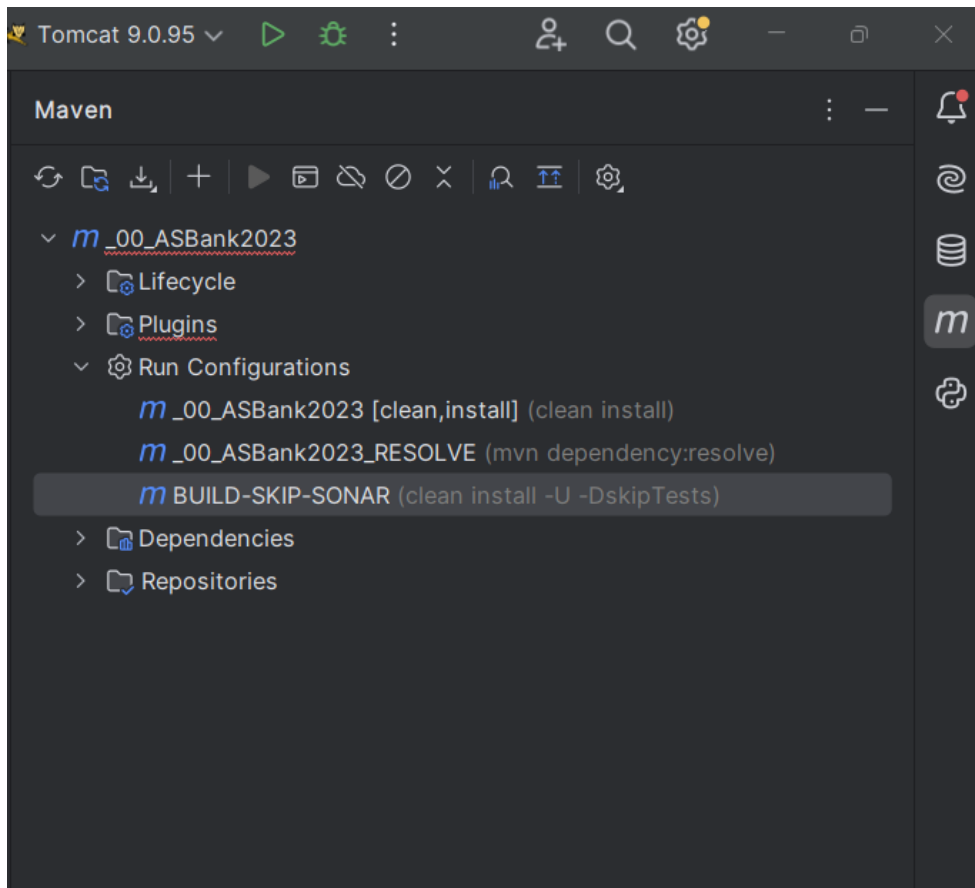 Tomcat 9.0.95
Maven
_00_ASBank2023
Lifecycle
Plugins
Run Configurations
_00_ASBank2023 [clean,install] (clean install)
_00_ASBank2023_RESOLVE (mvn dependency:resolve)
BUILD-SKIP-SONAR (clean install -U -DskipTests)
Dependencies
Repositories